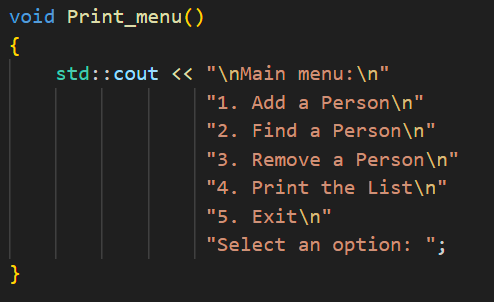 void Print_menu()
{
    std::cout << "\nMain menu:\n"
                 "1. Add a Person\n"
                 "2. Find a Person\n"
                 "3. Remove a Person\n"
                 "4. Print the List\n"
                 "5. Exit\n"
                 "Select an option: ";
}